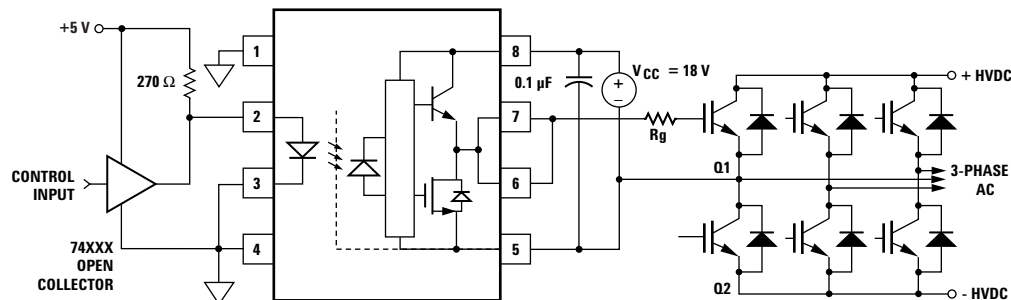 +5 V
270 Ω
CONTROL
INPUT
74XXX
OPEN
COLLECTOR
1
2
3
4
8
7
6
5
0.1 µF
VCC = 18 V
+
−
Rg
Q1
Q2
+ HVDC
3-PHASE
AC
- HVDC